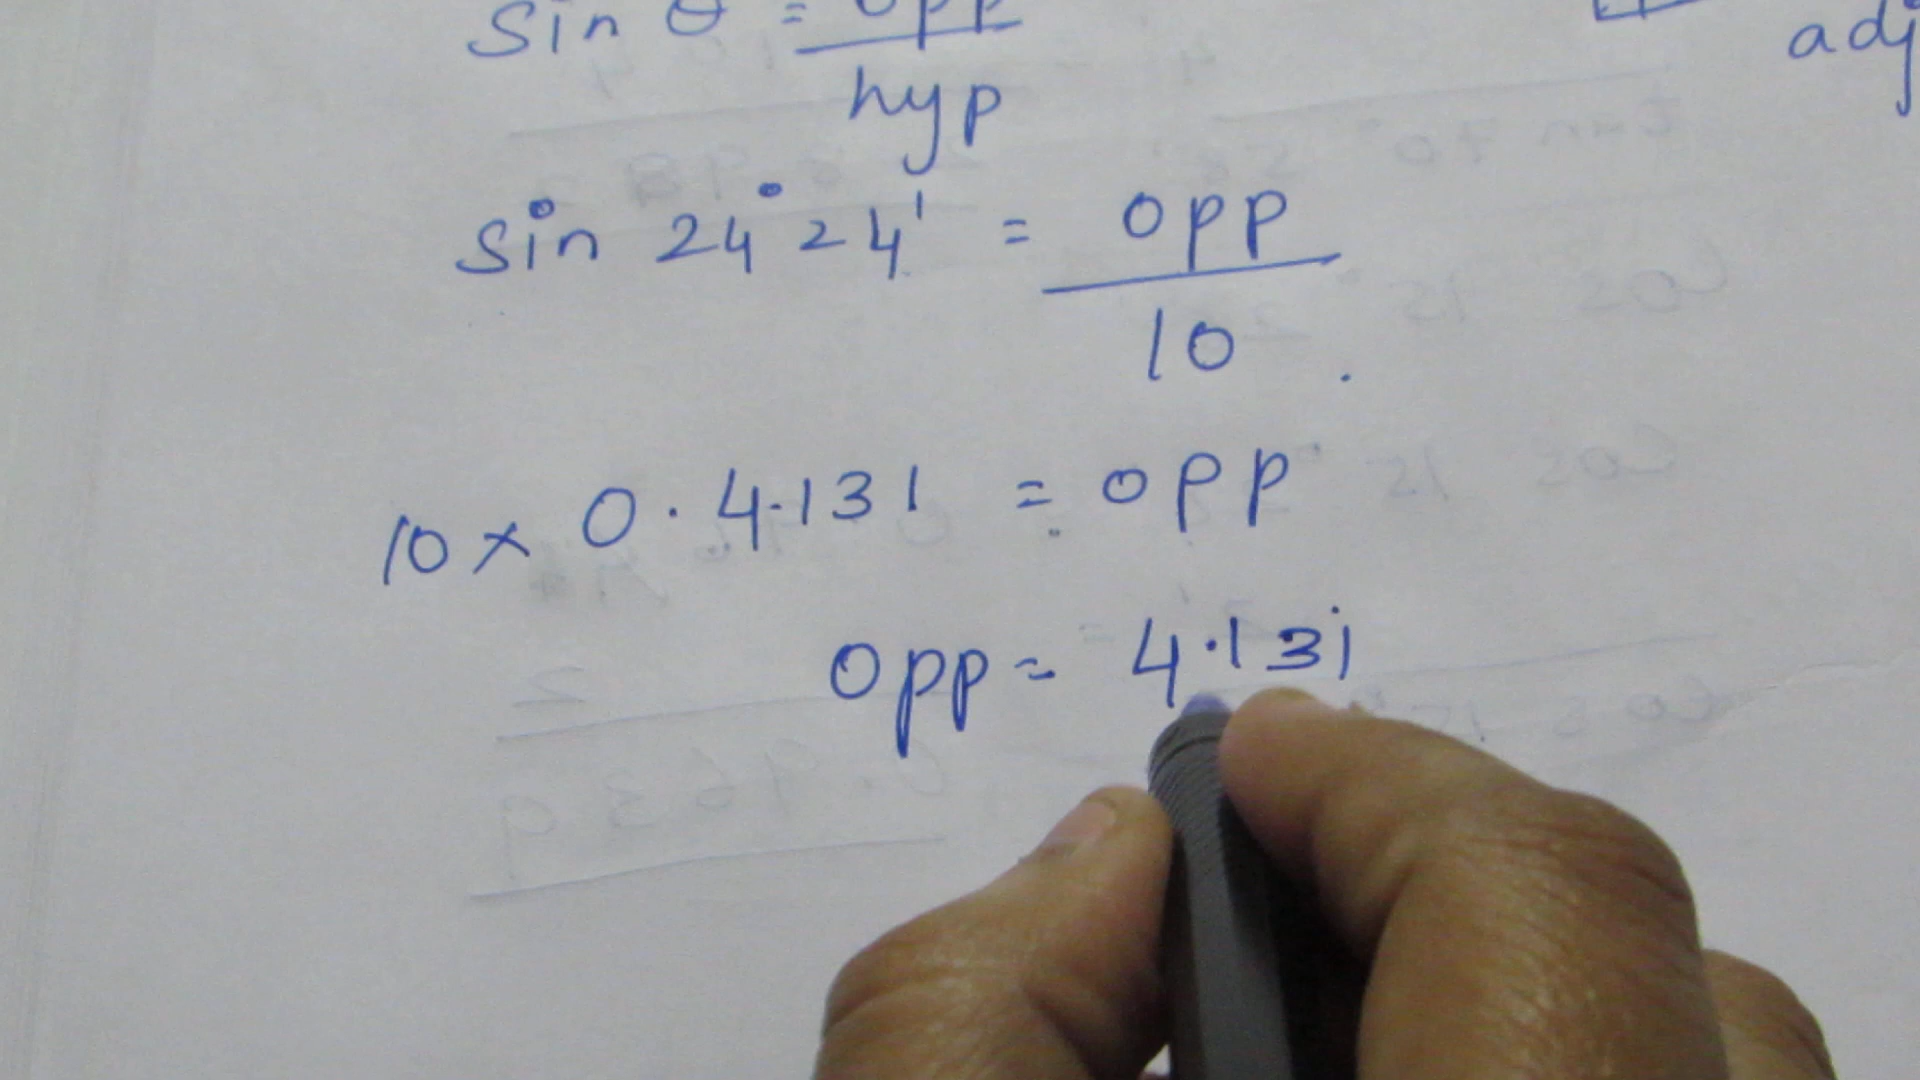 sin θ = opp
hyp
adj
sin 24° 24' = opp
10
10 × 0.4131 = opp
opp = 4.131